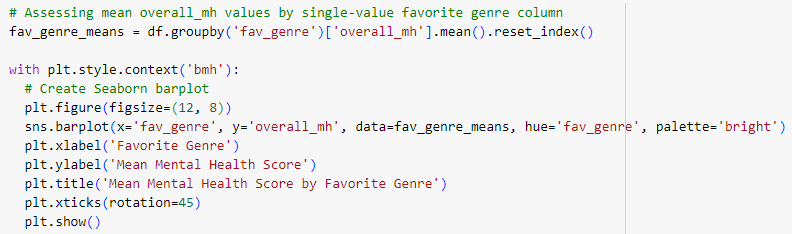 # Assessing mean overall_mh values by single-value favorite genre column
fav_genre_means = df.groupby('fav_genre')['overall_mh'].mean().reset_index()

with plt.style.context('bmh'):
  # Create Seaborn barplot
  plt.figure(figsize=(12, 8))
  sns.barplot(x='fav_genre', y='overall_mh', data=fav_genre_means, hue='fav_genre', palette='bright')
  plt.xlabel('Favorite Genre')
  plt.ylabel('Mean Mental Health Score')
  plt.title('Mean Mental Health Score by Favorite Genre')
  plt.xticks(rotation=45)
  plt.show()